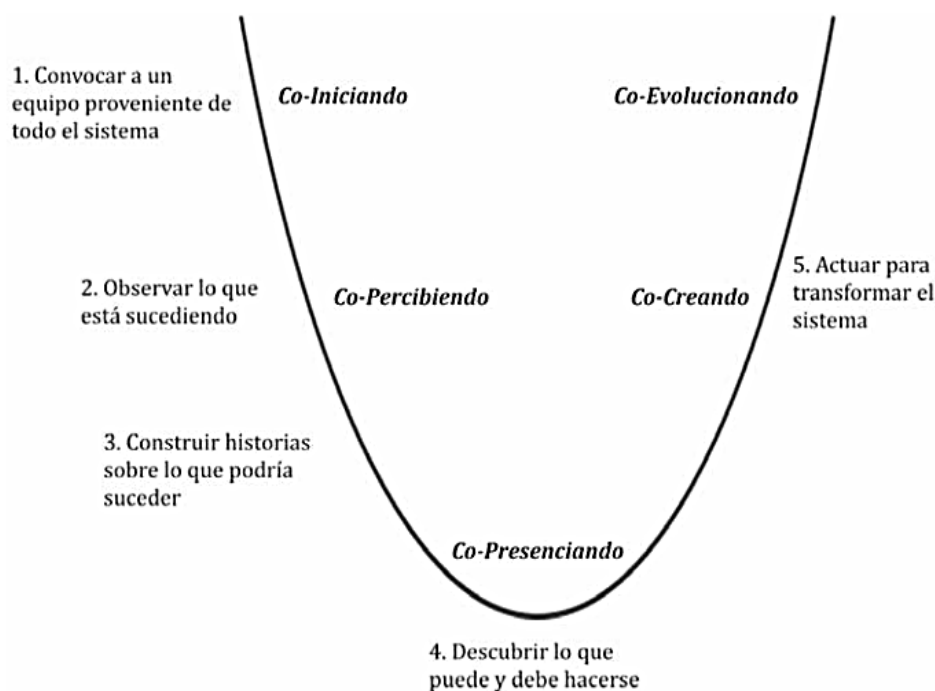 1. Convocar a un
equipo proveniente de
todo el sistema
Co-Iniciando
Co-Evolucionando
2. Observar lo que
está sucediendo
Co-Percibiendo
Co-Creando
5. Actuar para
transformar el
sistema
3. Construir historias
sobre lo que podría
suceder
Co-Presenciando
4. Descubrir lo que
puede y debe hacerse